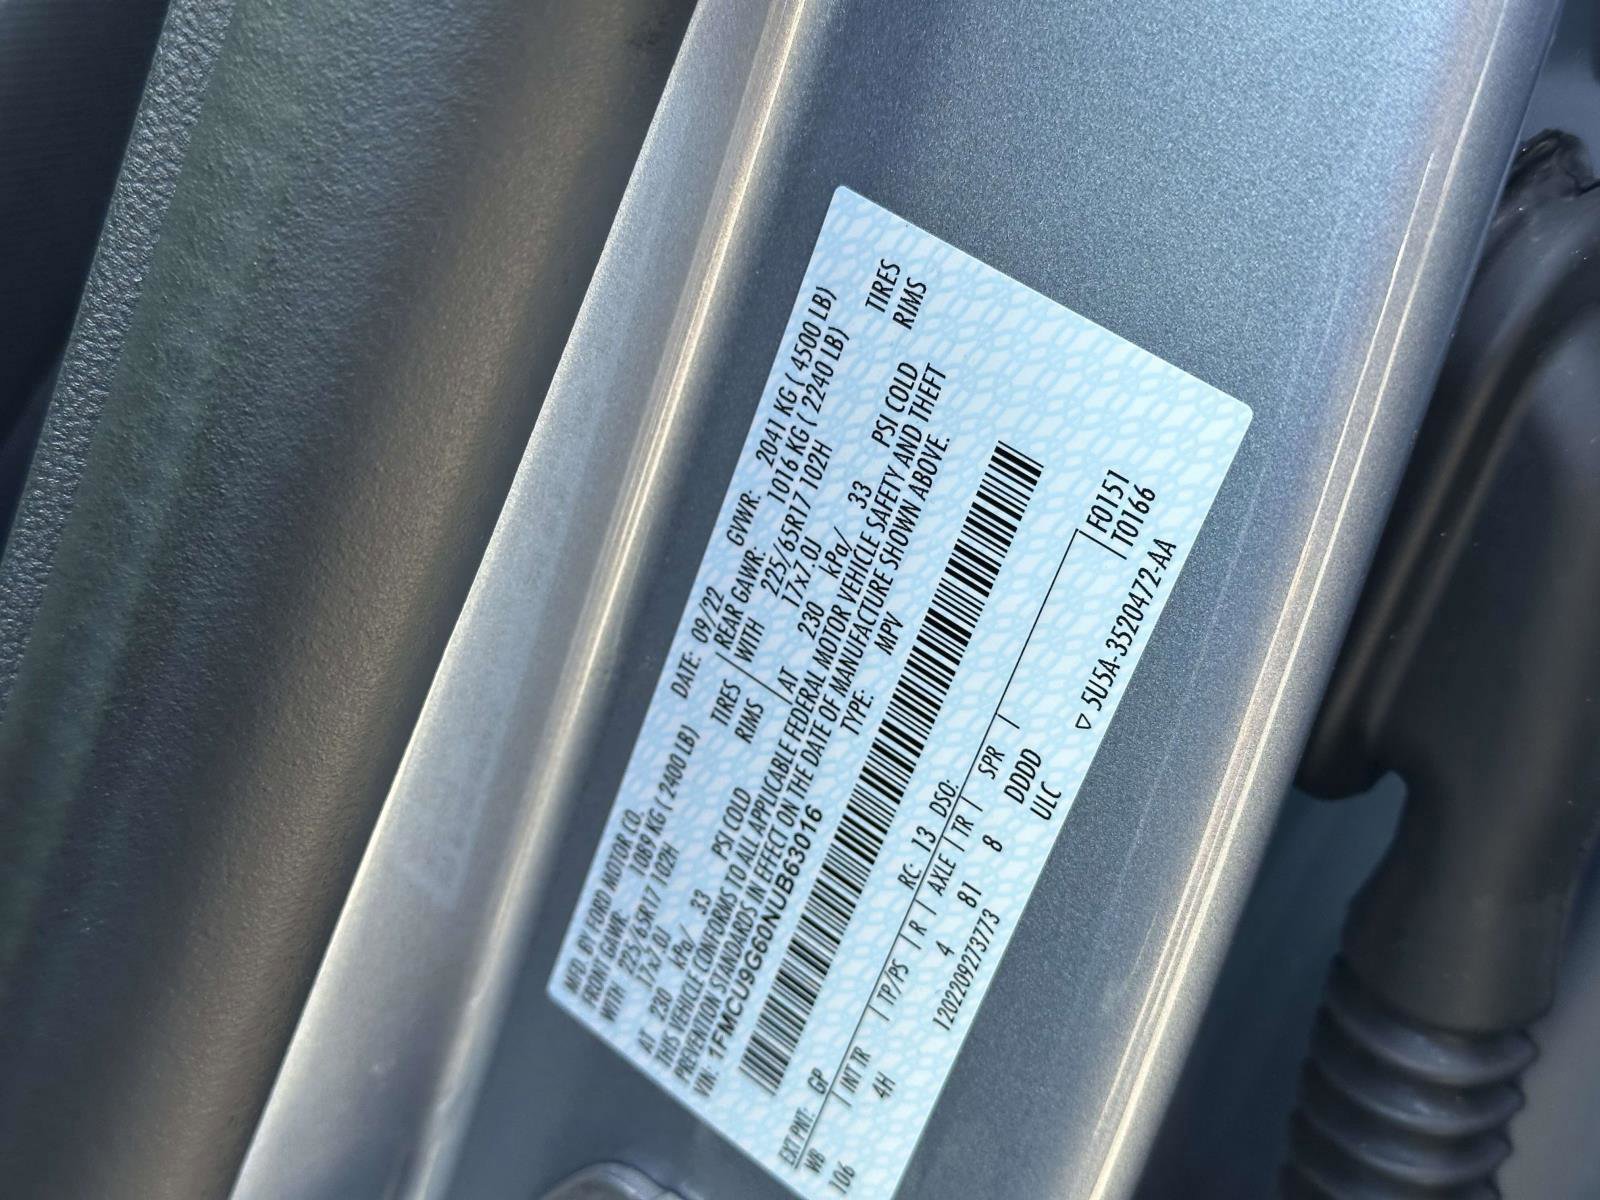 MFD. BY FORD MOTOR CO.
DATE: 09/22 GVWR: 2041 KG ( 4500 LB)
FRONT GAWR: 1089 KG ( 2400 LB) REAR GAWR: 1016 KG ( 2240 LB)
WITH 225/65R17 102H TIRES WITH 225/65R17 102H TIRES
17x7.0J RIMS 17x7.0J RIMS
AT 230 kPa/ 33 PSI COLD AT 230 kPa/ 33 PSI COLD
THIS VEHICLE CONFORMS TO ALL APPLICABLE FEDERAL MOTOR VEHICLE SAFETY AND THEFT
PREVENTION STANDARDS IN EFFECT ON THE DATE OF MANUFACTURE SHOWN ABOVE.
VIN: 1FMCU9G60NUB63016 TYPE: MPV
EXT PNT: GP RC: 13 DSO: F0151
WB INT TR TP/PS R AXLE TR SPR T0166
106 4H 4 81 8 DDDD
1202209273773 ULC
▽ 5U5A-3520472-AA